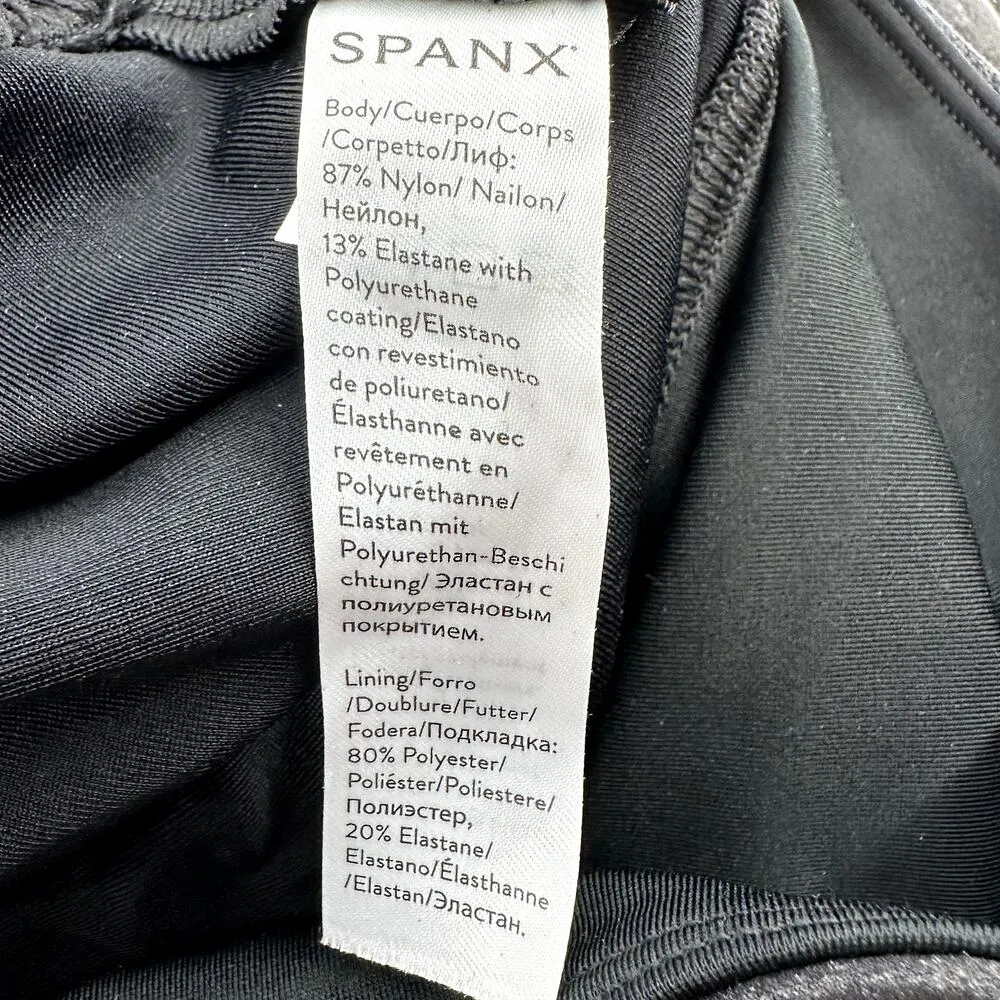 SPANX
Body/Cuerpo/Corps
/Corpetto/Лиф:
87% Nylon/ Nailon/
Нейлон,
13% Elastane with
Polyurethane
coating/Elastano
con revestimiento
de poliuretano/
Élasthanne avec
revêtement en
Polyuréthanne/
Elastan mit
Polyurethan-Beschi
chtung/ Эластан с
полиуретановым
покрытием.
Lining/Forro
/Doublure/Futter/
Fodera/Подкладка:
80% Polyester/
Poliéster/Poliestere/
Полиэстер,
20% Elastane/
Elastano/Élasthanne
/Elastan/Эластан.